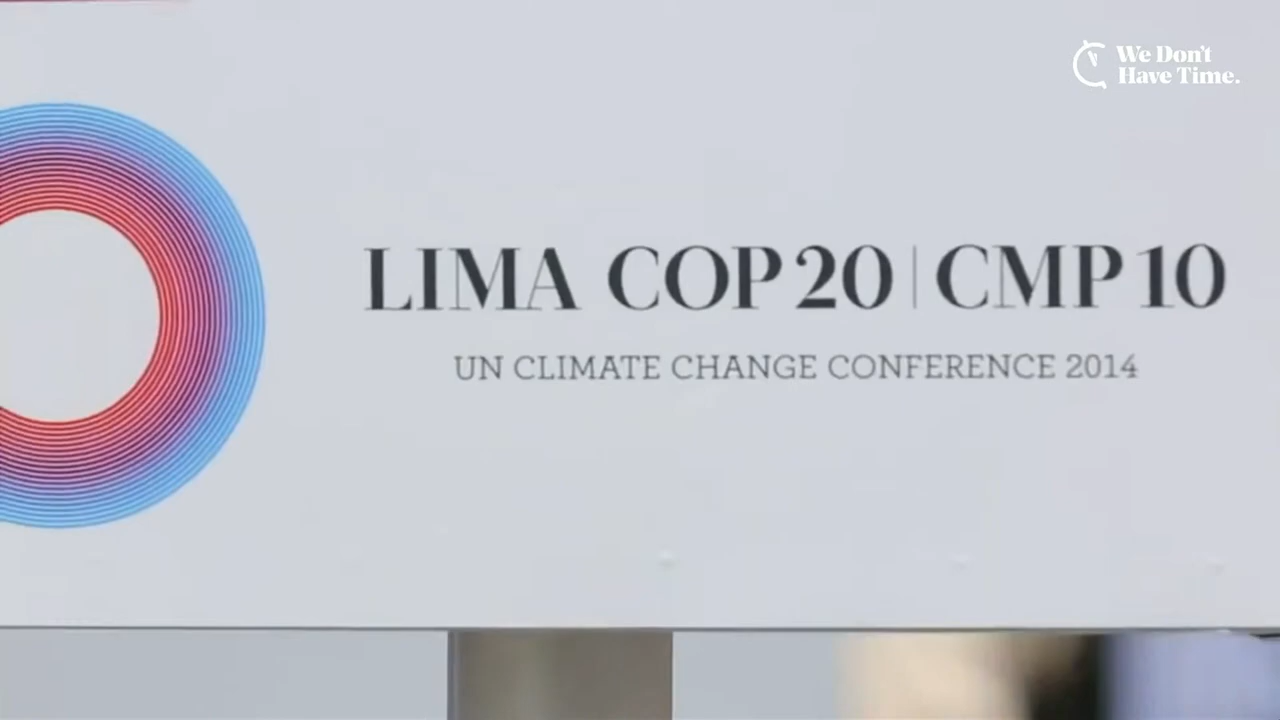 We Don't
Have Time.
LIMA COP20 | CMP10
UN CLIMATE CHANGE CONFERENCE 2014